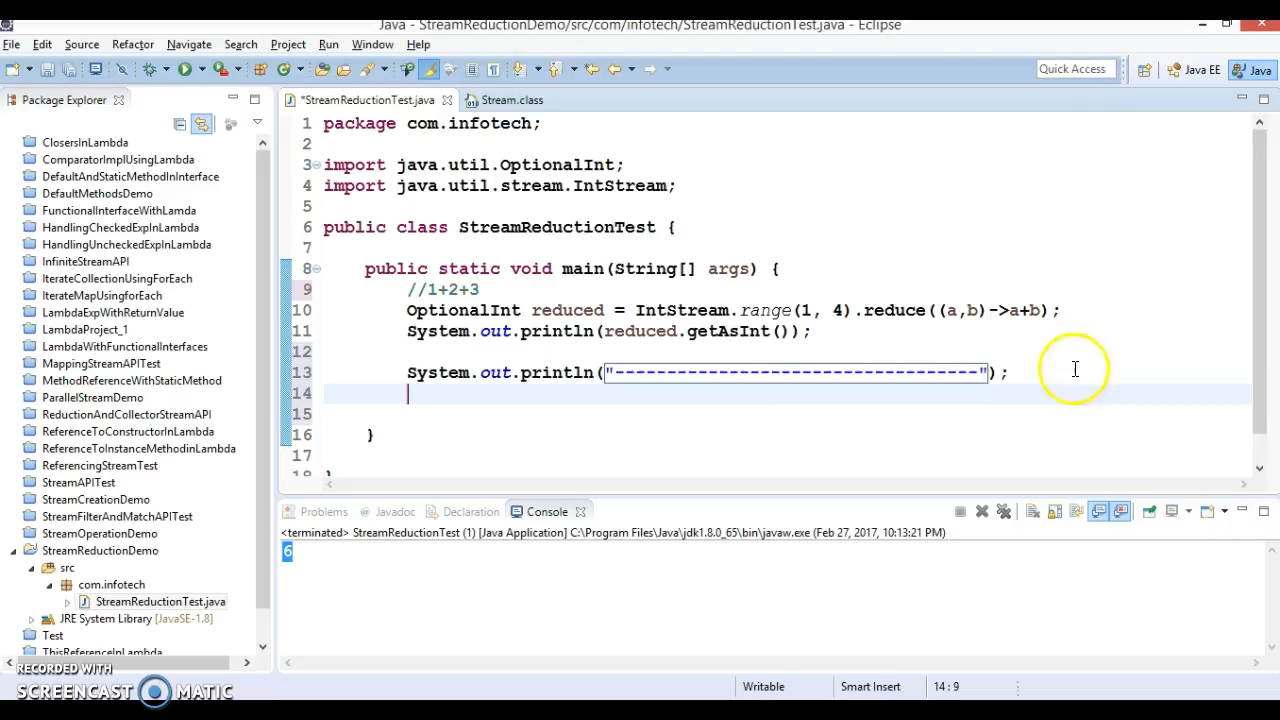 Java - StreamReductionDemo/src/com/infotech/StreamReductionTest.java - Eclipse
File Edit Source Refactor Navigate Search Project Run Window Help
Quick Access Java EE Java
Package Explorer
*StreamReductionTest.java Stream.class
ClosersInLambda
ComparatorImplUsingLambda
DefaultAndStaticMethodInInterface
DefaultMethodsDemo
FunctionalInterfaceWithLamda
HandlingCheckedExpInLambda
HandlingUncheckedExpInLambda
InfiniteStreamAPI
IterateCollectionUsingForEach
IterateMapUsingforEach
LambdaExpWithReturnValue
LambdaProject_1
LambdaWithFunctionalInterfaces
MappingStreamAPITest
MethodReferenceWithStaticMethod
ParallelStreamDemo
ReductionAndCollectorStreamAPI
ReferenceToConstructorInLambda
ReferenceToInstanceMethodinLambda
ReferencingStreamTest
StreamAPITest
StreamCreationDemo
StreamFilterAndMatchAPITest
StreamOperationDemo
StreamReductionDemo
src
com.infotech
StreamReductionTest.java
JRE System Library [JavaSE-1.8]
Test
ThisReferenceInLambda
1 package com.infotech;
2
3 import java.util.OptionalInt;
4 import java.util.stream.IntStream;
5
6 public class StreamReductionTest {
7
8 public static void main(String[] args) {
9 //1+2+3
10 OptionalInt reduced = IntStream.range(1, 4).reduce((a,b)->a+b);
11 System.out.println(reduced.getAsInt());
12
13 System.out.println("-----------------------------------");
14
15
16 }
17
18 }
Problems Javadoc Declaration Console
<terminated> StreamReductionTest (1) [Java Application] C:\Program Files\Java\jdk1.8.0_65\bin\javaw.exe (Feb 27, 2017, 10:13:21 PM)
6
Writable Smart Insert 14 : 9
RECORDED WITH
SCREENCAST MATIC